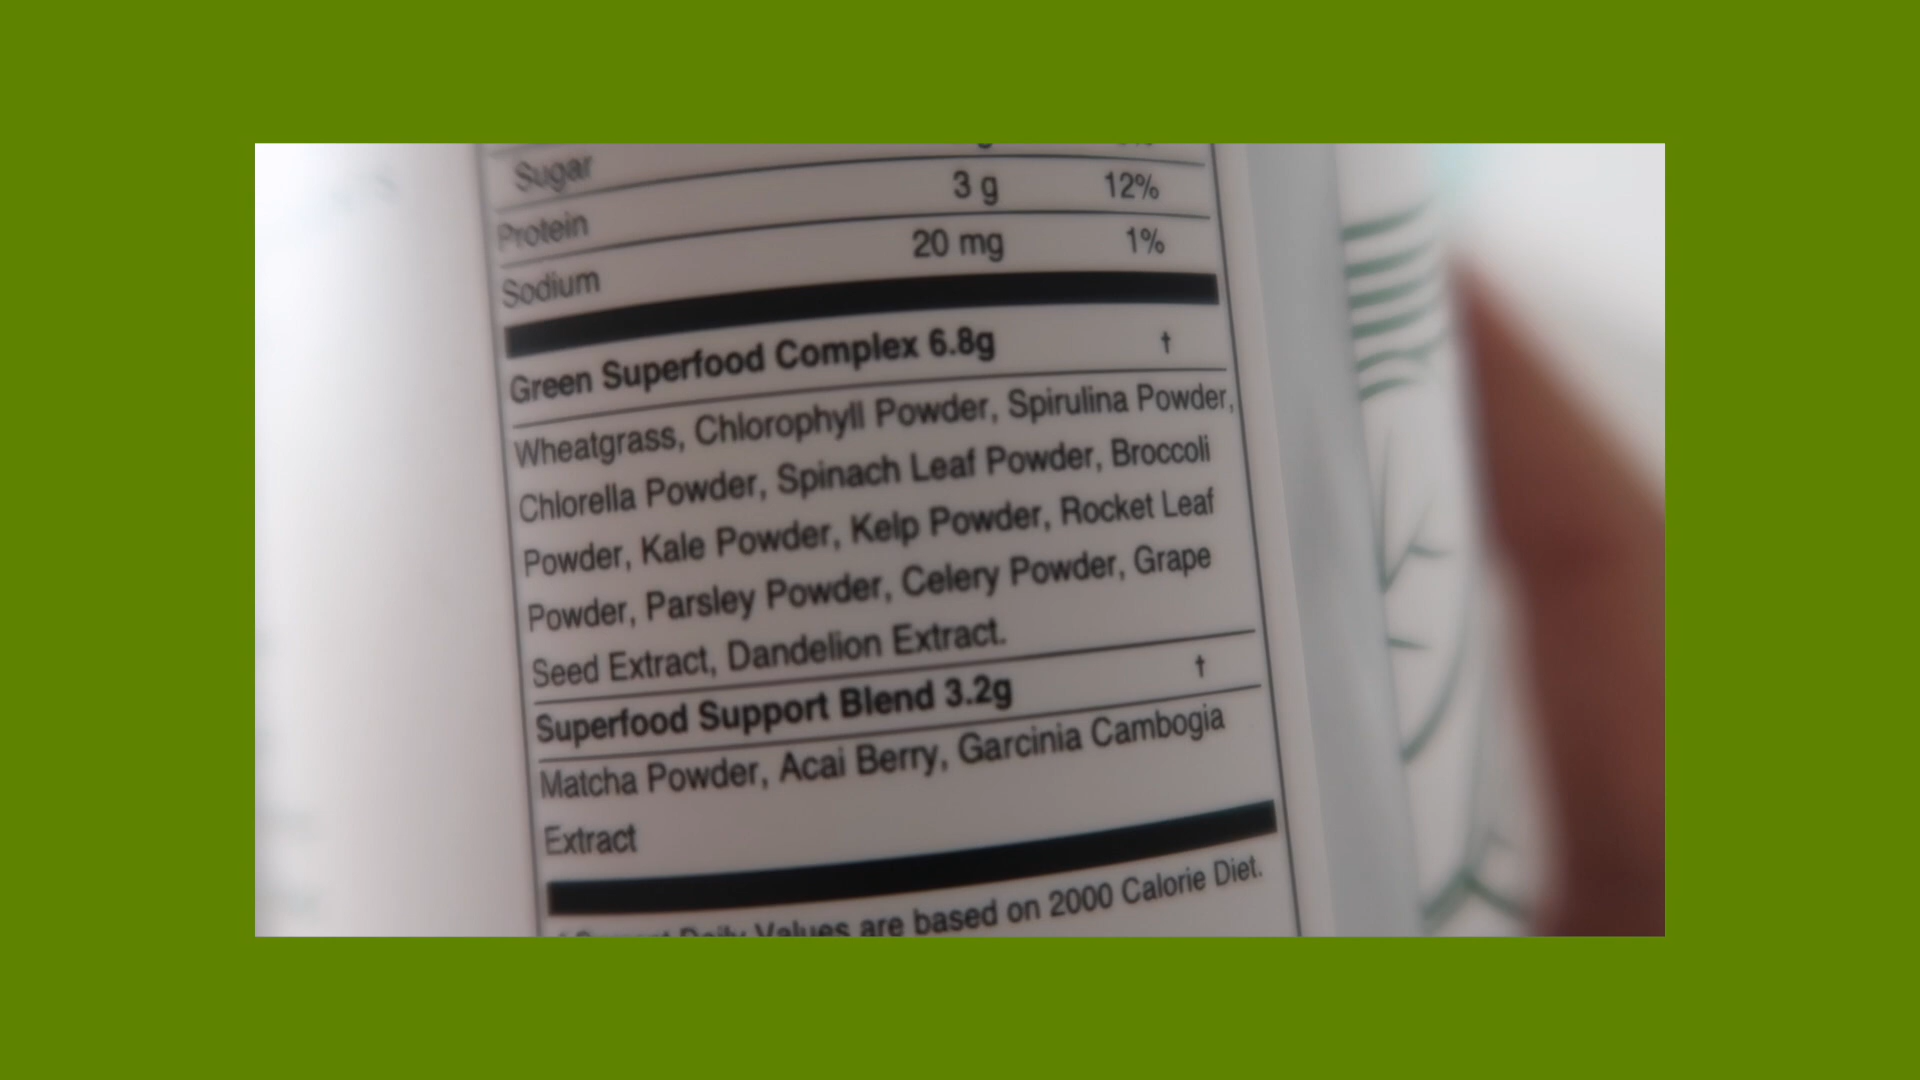 Sugar
Protein 3 g 12%
Sodium 20 mg 1%
Green Superfood Complex 6.8g †
Wheatgrass, Chlorophyll Powder, Spirulina Powder,
Chlorella Powder, Spinach Leaf Powder, Broccoli
Powder, Kale Powder, Kelp Powder, Rocket Leaf
Powder, Parsley Powder, Celery Powder, Grape
Seed Extract, Dandelion Extract.
Superfood Support Blend 3.2g †
Matcha Powder, Acai Berry, Garcinia Cambogia
Extract
Daily Values are based on 2000 Calorie Diet.